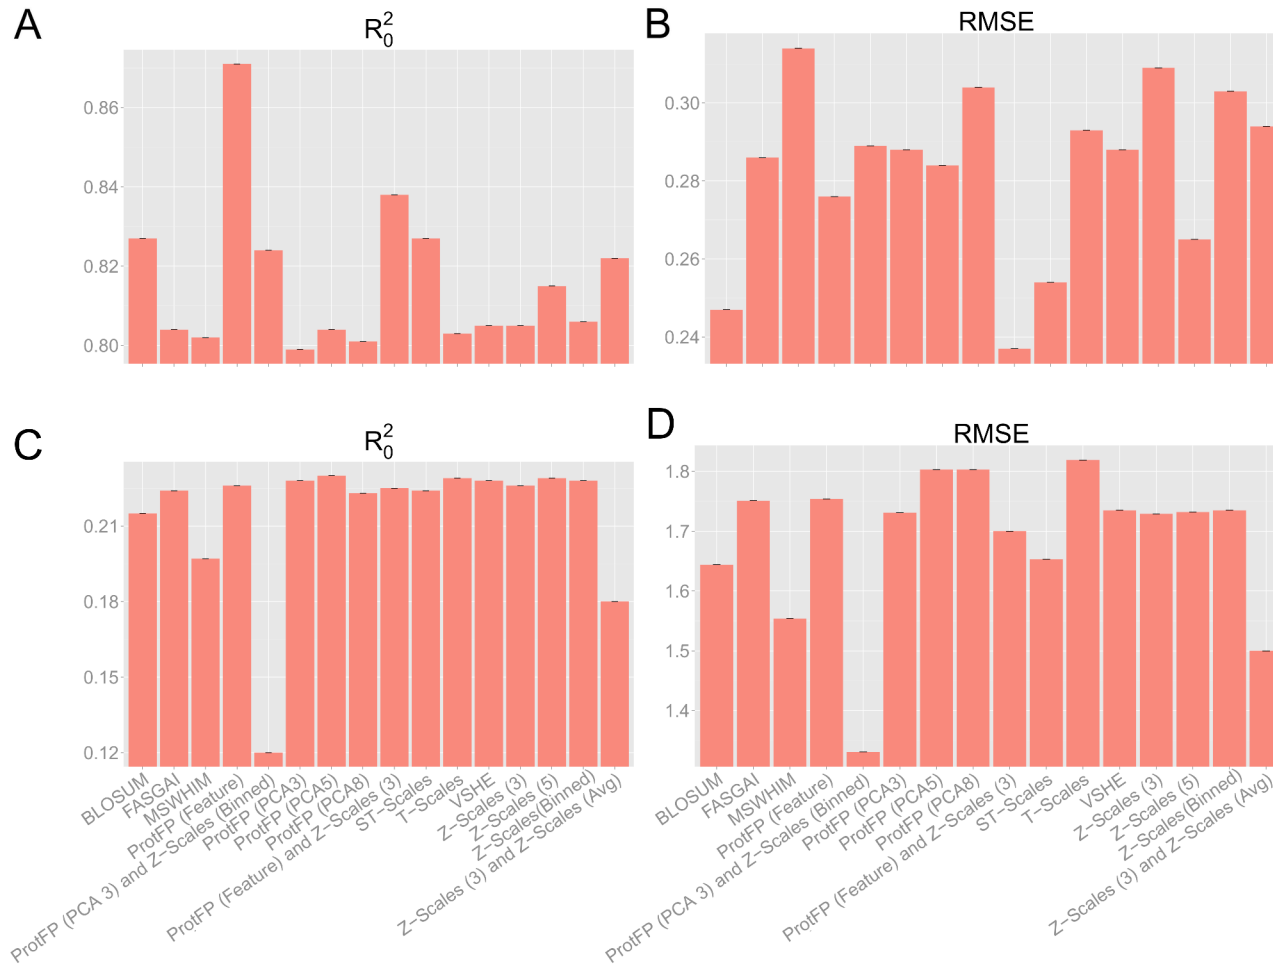 A
R₀²
0.86
0.84
0.82
0.80
B
RMSE
0.30
0.28
0.26
0.24
C
R₀²
0.21
0.18
0.15
0.12
BLOSUM
FASGAI
MSWHIM
ProtFP (Feature)
ProtFP (PCA 3) and Z−Scales (Binned)
ProtFP (PCA3)
ProtFP (PCA5)
ProtFP (PCA8)
ProtFP (Feature) and Z−Scales (3)
ST−Scales
T−Scales
VSHE
Z−Scales (3)
Z−Scales (5)
Z−Scales(Binned)
Z−Scales (3) and Z−Scales (Avg)
D
RMSE
1.8
1.7
1.6
1.5
1.4
BLOSUM
FASGAI
MSWHIM
ProtFP (Feature)
ProtFP (PCA 3) and Z−Scales (Binned)
ProtFP (PCA3)
ProtFP (PCA5)
ProtFP (PCA8)
ProtFP (Feature) and Z−Scales (3)
ST−Scales
T−Scales
VSHE
Z−Scales (3)
Z−Scales (5)
Z−Scales(Binned)
Z−Scales (3) and Z−Scales (Avg)